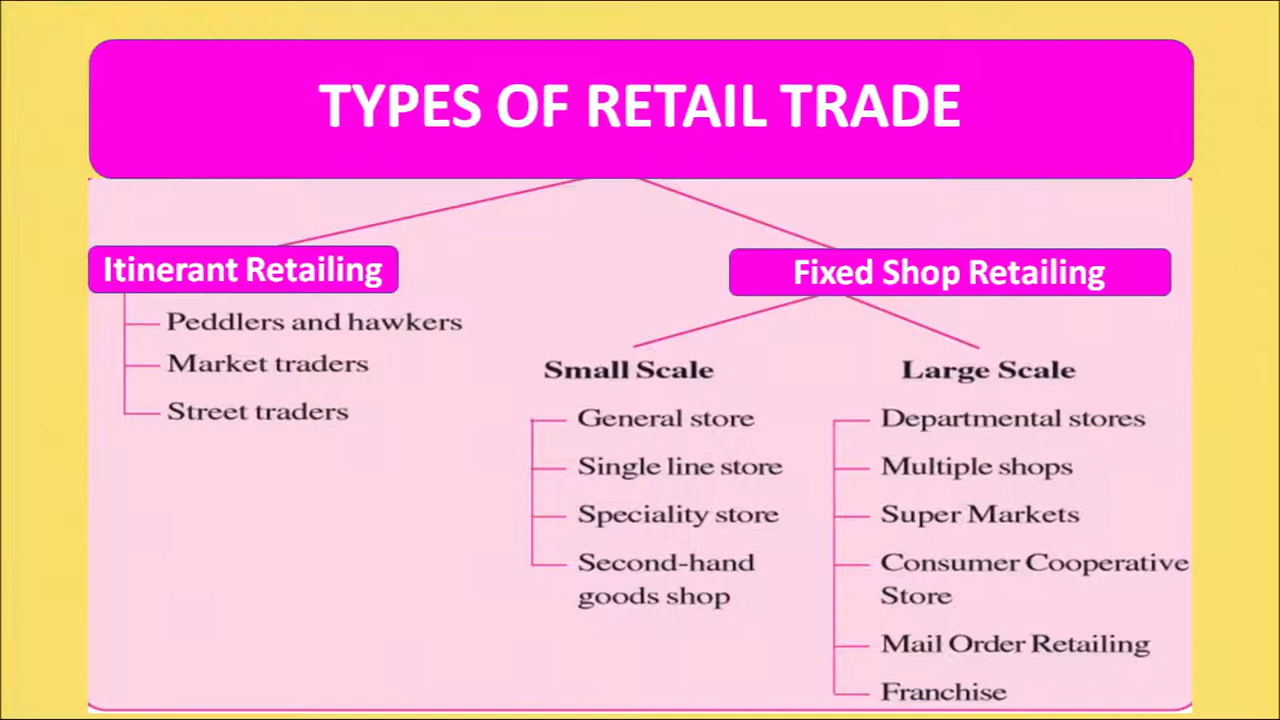 TYPES OF RETAIL TRADE
Itinerant Retailing
Peddlers and hawkers
Market traders
Street traders
Fixed Shop Retailing
Small Scale
General store
Single line store
Speciality store
Second-hand
goods shop
Large Scale
Departmental stores
Multiple shops
Super Markets
Consumer Cooperative
Store
Mail Order Retailing
Franchise